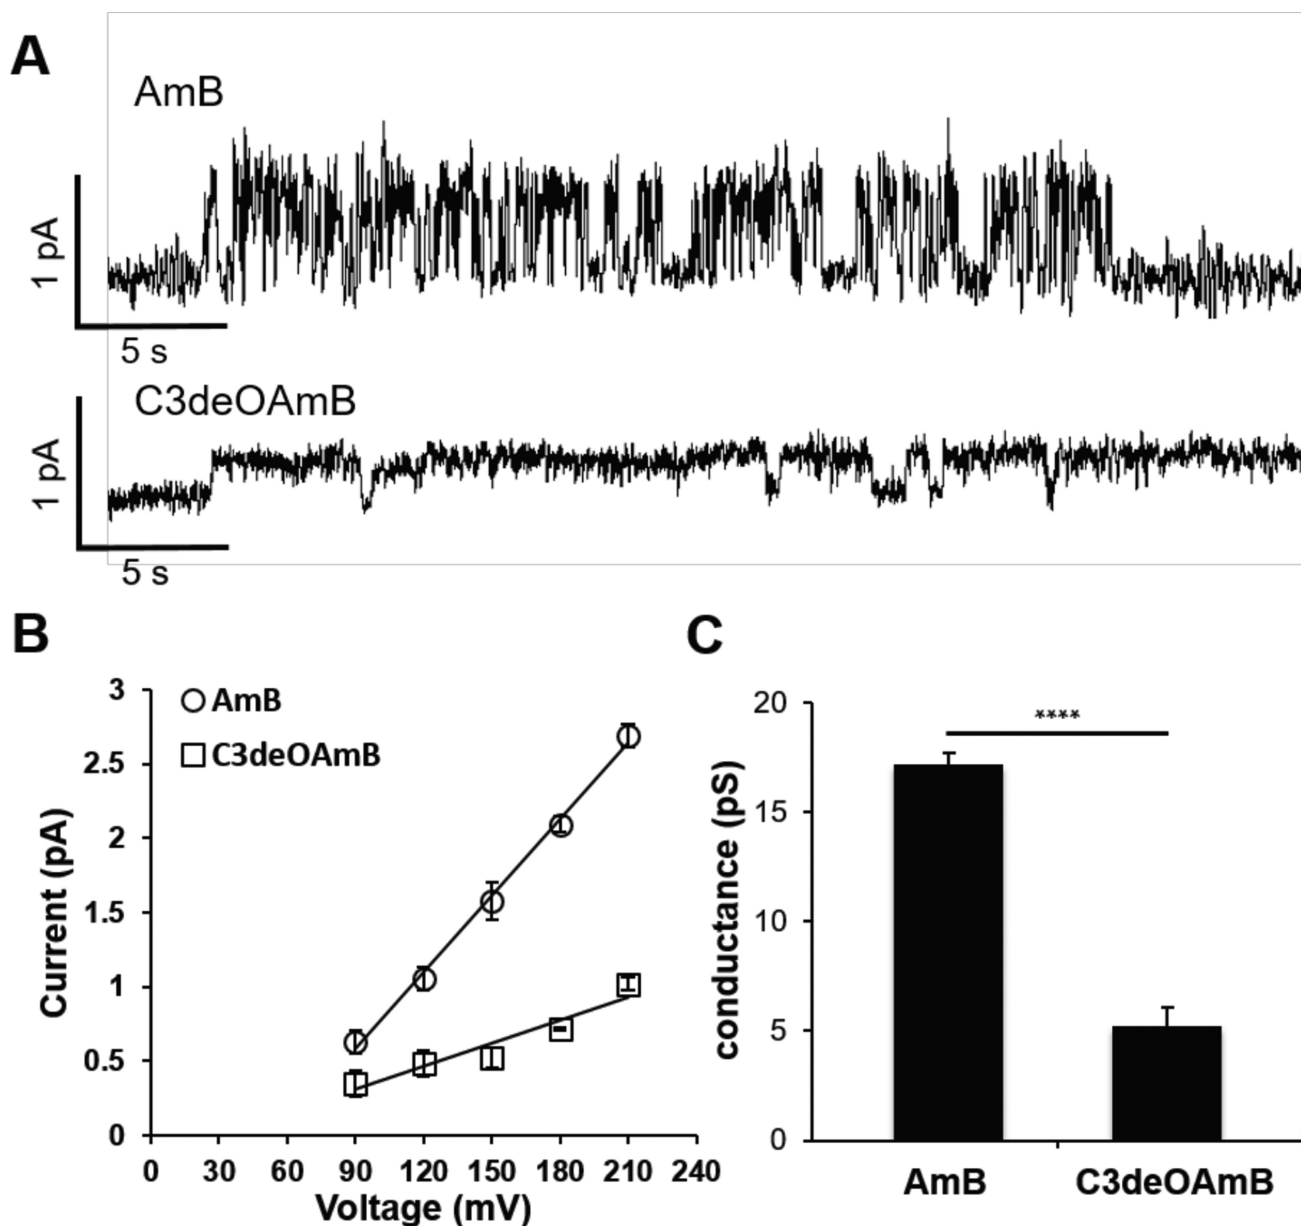 A
AmB
1 pA
5 s
C3deOAmB
1 pA
5 s
B
C
3
2.5
2
1.5
1
0.5
0
Current (pA)
AmB
C3deOAmB
0 30 60 90 120 150 180 210 240
Voltage (mV)
20
15
10
5
0
conductance (pS)
****
AmB C3deOAmB